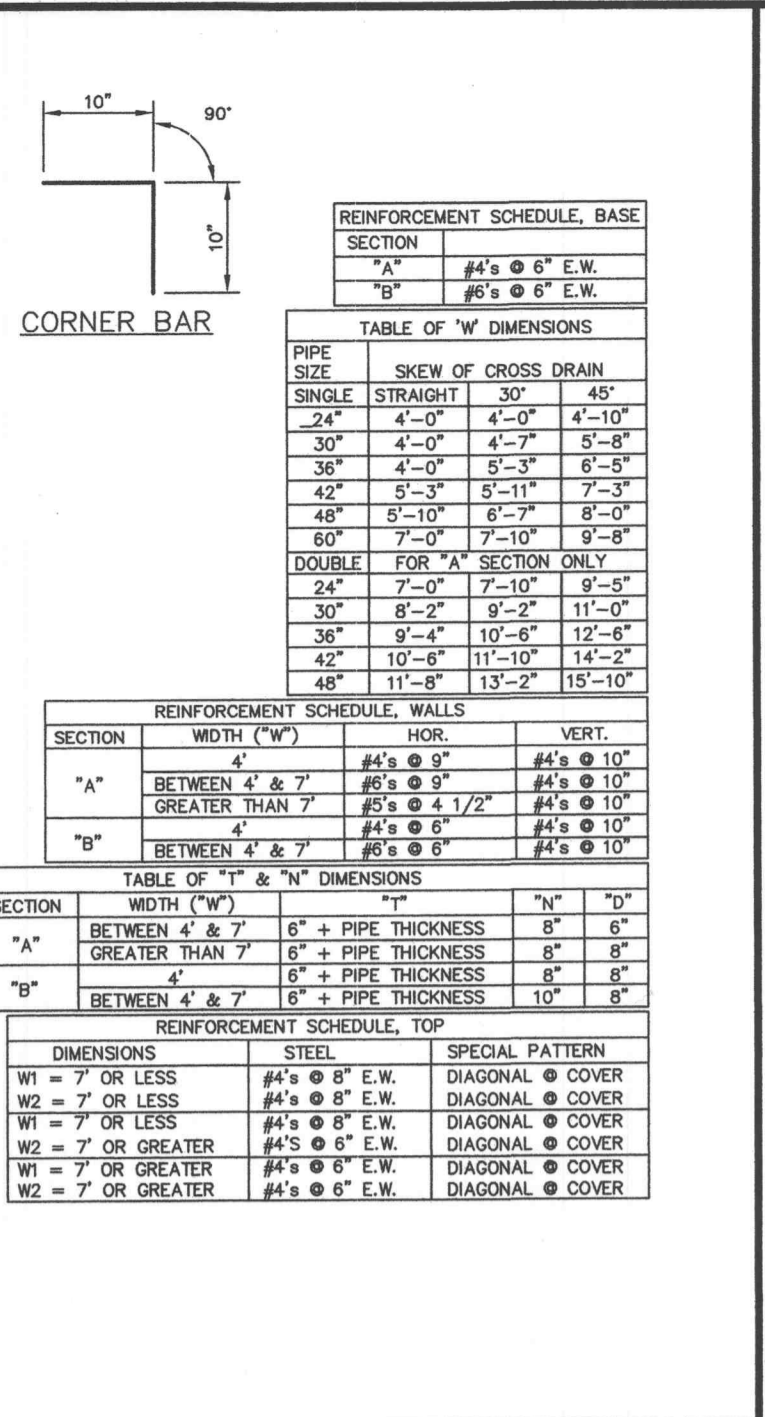 10"
90°
10"
CORNER BAR
REINFORCEMENT SCHEDULE, BASE
SECTION
"A" #4's @ 6" E.W.
"B" #6's @ 6" E.W.
TABLE OF 'W' DIMENSIONS
PIPE
SIZE SKEW OF CROSS DRAIN
SINGLE STRAIGHT 30° 45°
_24" 4'-0" 4'-0" 4'-10"
30" 4'-0" 4'-7" 5'-8"
36" 4'-0" 5'-3" 6'-5"
42" 5'-3" 5'-11" 7'-3"
48" 5'-10" 6'-7" 8'-0"
60" 7'-0" 7'-10" 9'-8"
DOUBLE FOR "A" SECTION ONLY
24" 7'-0" 7'-10" 9'-5"
30" 8'-2" 9'-2" 11'-0"
36" 9'-4" 10'-6" 12'-6"
42" 10'-6" 11'-10" 14'-2"
48" 11'-8" 13'-2" 15'-10"
REINFORCEMENT SCHEDULE, WALLS
SECTION WIDTH ("W") HOR. VERT.
4' #4's @ 9" #4's @ 10"
"A" BETWEEN 4' & 7' #6's @ 9" #4's @ 10"
GREATER THAN 7' #5's @ 4 1/2" #4's @ 10"
"B" 4' #4's @ 6" #4's @ 10"
BETWEEN 4' & 7' #6's @ 6" #4's @ 10"
TABLE OF "T" & "N" DIMENSIONS
SECTION WIDTH ("W") "T" "N" "D"
"A" BETWEEN 4' & 7' 6" + PIPE THICKNESS 8" 6"
GREATER THAN 7' 6" + PIPE THICKNESS 8" 8"
"B" 4' 6" + PIPE THICKNESS 8" 8"
BETWEEN 4' & 7' 6" + PIPE THICKNESS 10" 8"
REINFORCEMENT SCHEDULE, TOP
DIMENSIONS STEEL SPECIAL PATTERN
W1 = 7' OR LESS #4's @ 8" E.W. DIAGONAL @ COVER
W2 = 7' OR LESS #4's @ 8" E.W. DIAGONAL @ COVER
W1 = 7' OR LESS #4's @ 8" E.W. DIAGONAL @ COVER
W2 = 7' OR GREATER #4'S @ 6" E.W. DIAGONAL @ COVER
W1 = 7' OR GREATER #4's @ 6" E.W. DIAGONAL @ COVER
W2 = 7' OR GREATER #4's @ 6" E.W. DIAGONAL @ COVER